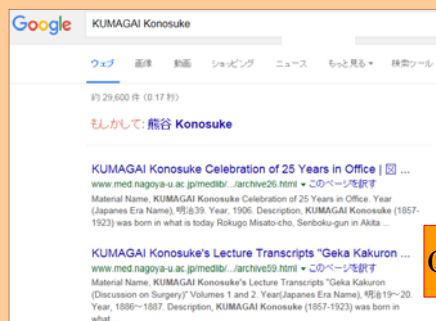 Google KUMAGAI Konosuke
ウェブ 画像 動画 ショッピング ニュース もっと見る ▾ 検索ツール
約 29,600 件 (0.17 秒)
もしかして: 熊谷 Konosuke
KUMAGAI Konosuke Celebration of 25 Years in Office | 図 ...
www.med.nagoya-u.ac.jp/medlib/.../archive26.html ▾ このページを訳す
Material Name, KUMAGAI Konosuke Celebration of 25 Years in Office. Year
(Japanes Era Name), 明治39. Year, 1906. Description, KUMAGAI Konosuke (1857-
1923) was born in what is today Rokugo Misato-cho, Senboku-gun in Akita ...
KUMAGAI Konosuke's Lecture Transcripts "Geka Kakuron ...
www.med.nagoya-u.ac.jp/medlib/.../archive59.html ▾ このページを訳す
Material Name, KUMAGAI Konosuke's Lecture Transcripts "Geka Kakuron
(Discussion on Surgery)" Volumes 1 and 2. Year(Japanes Era Name), 明治19～20.
Year, 1886～1887. Description, KUMAGAI Konosuke (1857-1923) was born in
what